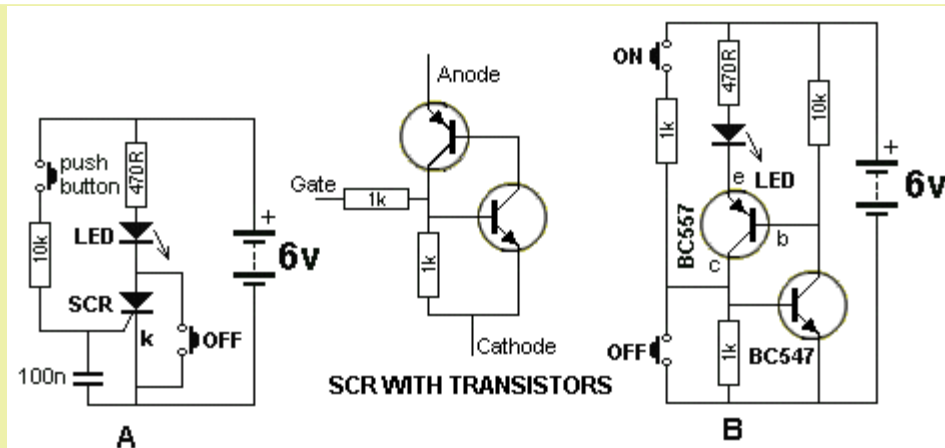 push
button
470R
10k
LED
SCR
k
100n
OFF
+
6v
A
Anode
Gate
1k
1k
Cathode
SCR WITH TRANSISTORS
ON
470R
1k
10k
e
LED
BC557
b
c
+
6v
OFF
1k
BC547
B